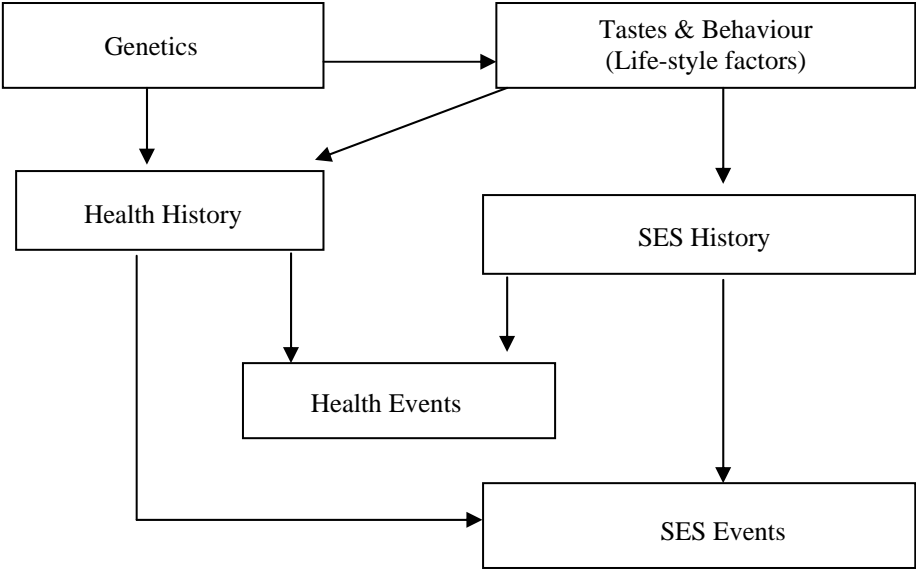 Genetics
Tastes & Behaviour
(Life-style factors)
Health History
SES History
Health Events
SES Events